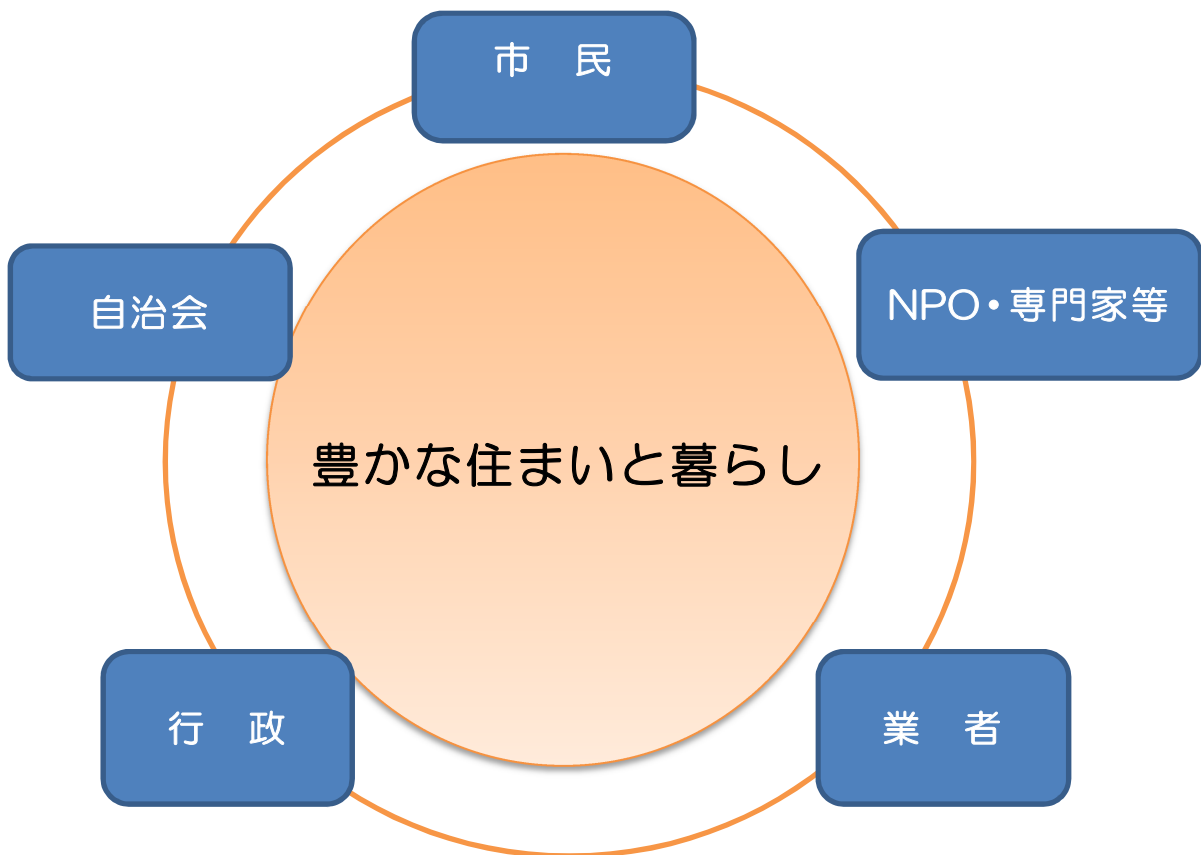 市　民
自治会
NPO・専門家等
豊かな住まいと暮らし
行　政
業　者